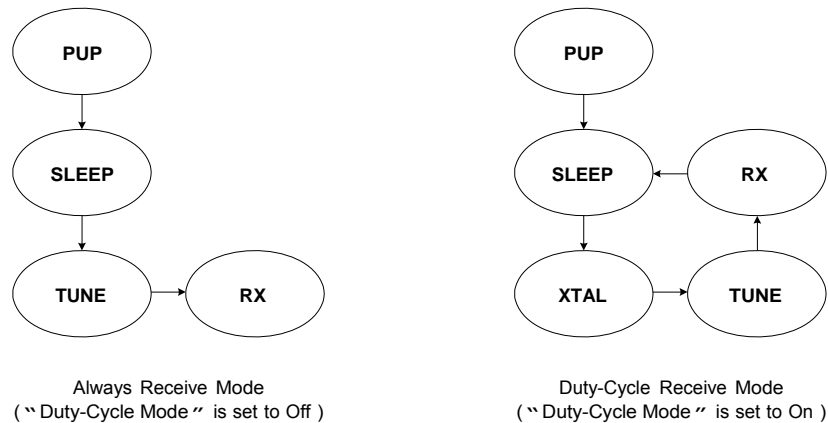 PUP
SLEEP
TUNE
RX
Always Receive Mode
( “ Duty-Cycle Mode ” is set to Off )
PUP
SLEEP
RX
XTAL
TUNE
Duty-Cycle Receive Mode
( “ Duty-Cycle Mode ” is set to On )